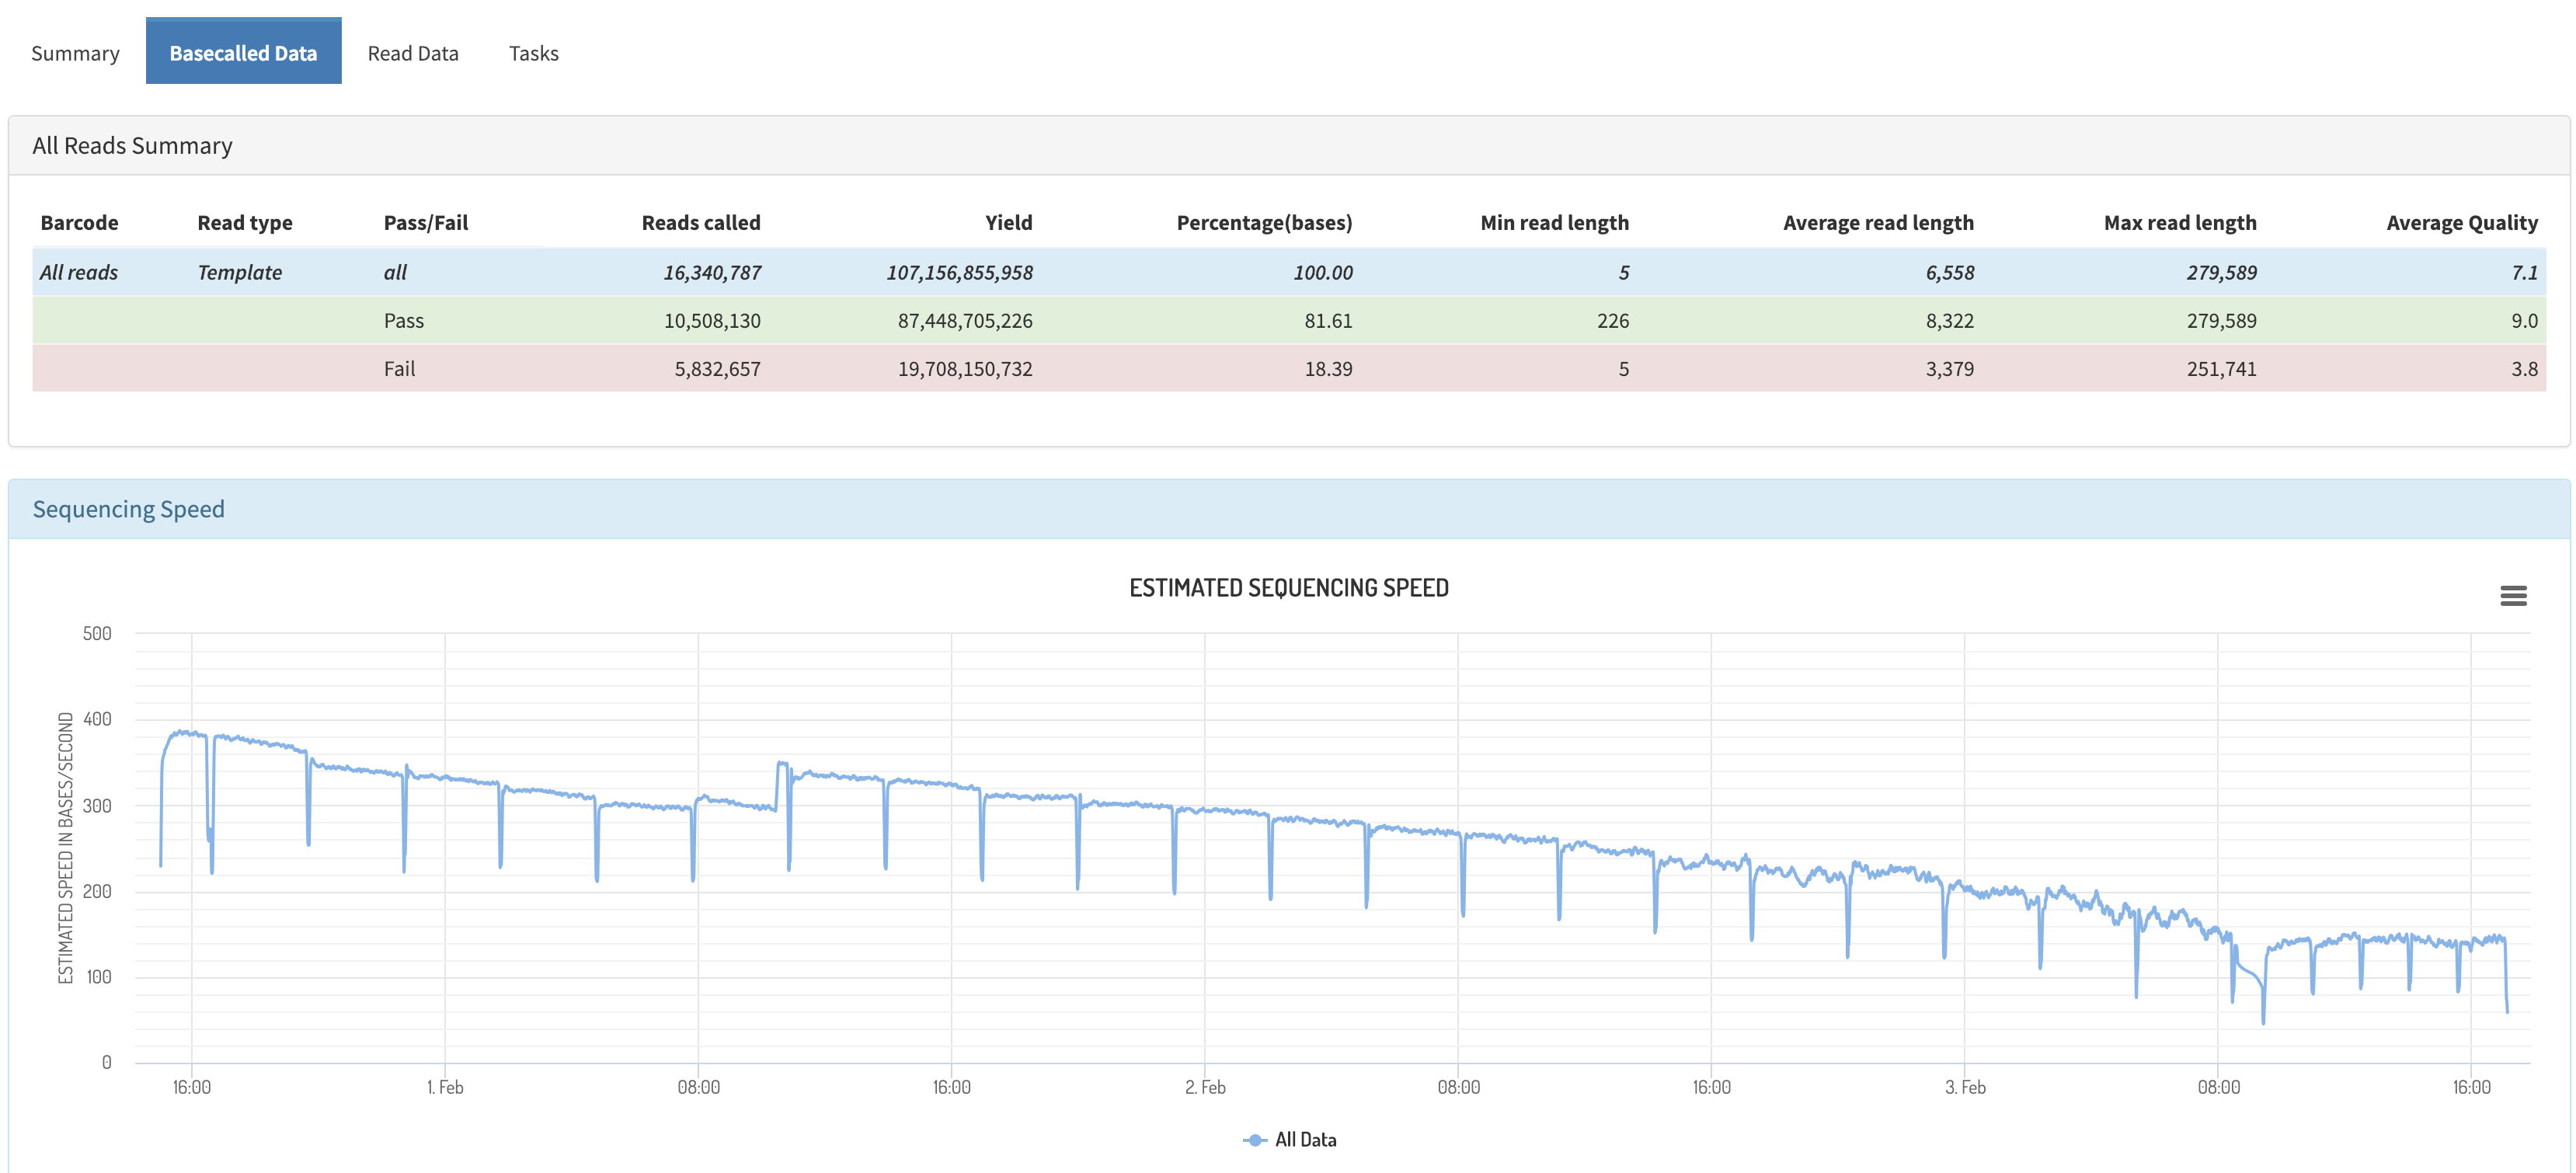 Summary Basecalled Data Read Data Tasks
All Reads Summary
Barcode Read type Pass/Fail Reads called Yield Percentage(bases) Min read length Average read length Max read length Average Quality
All reads Template all 16,340,787 107,156,855,958 100.00 5 6,558 279,589 7.1
Pass 10,508,130 87,448,705,226 81.61 226 8,322 279,589 9.0
Fail 5,832,657 19,708,150,732 18.39 5 3,379 251,741 3.8
Sequencing Speed
ESTIMATED SEQUENCING SPEED
ESTIMATED SPEED IN BASES/SECOND
500
400
300
200
100
0
16:00 1. Feb 08:00 16:00 2. Feb 08:00 16:00 3. Feb 08:00 16:00
All Data